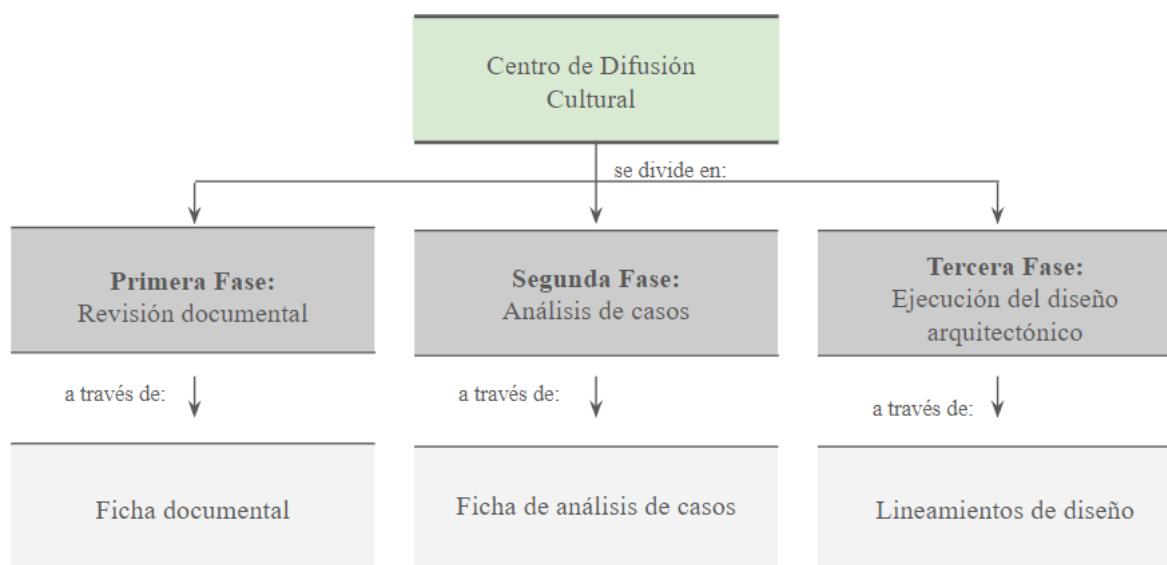 Centro de Difusión
Cultural
se divide en:
Primera Fase:
Revisión documental
Segunda Fase:
Análisis de casos
Tercera Fase:
Ejecución del diseño
arquitectónico
a través de:
a través de:
a través de:
Ficha documental
Ficha de análisis de casos
Lineamientos de diseño